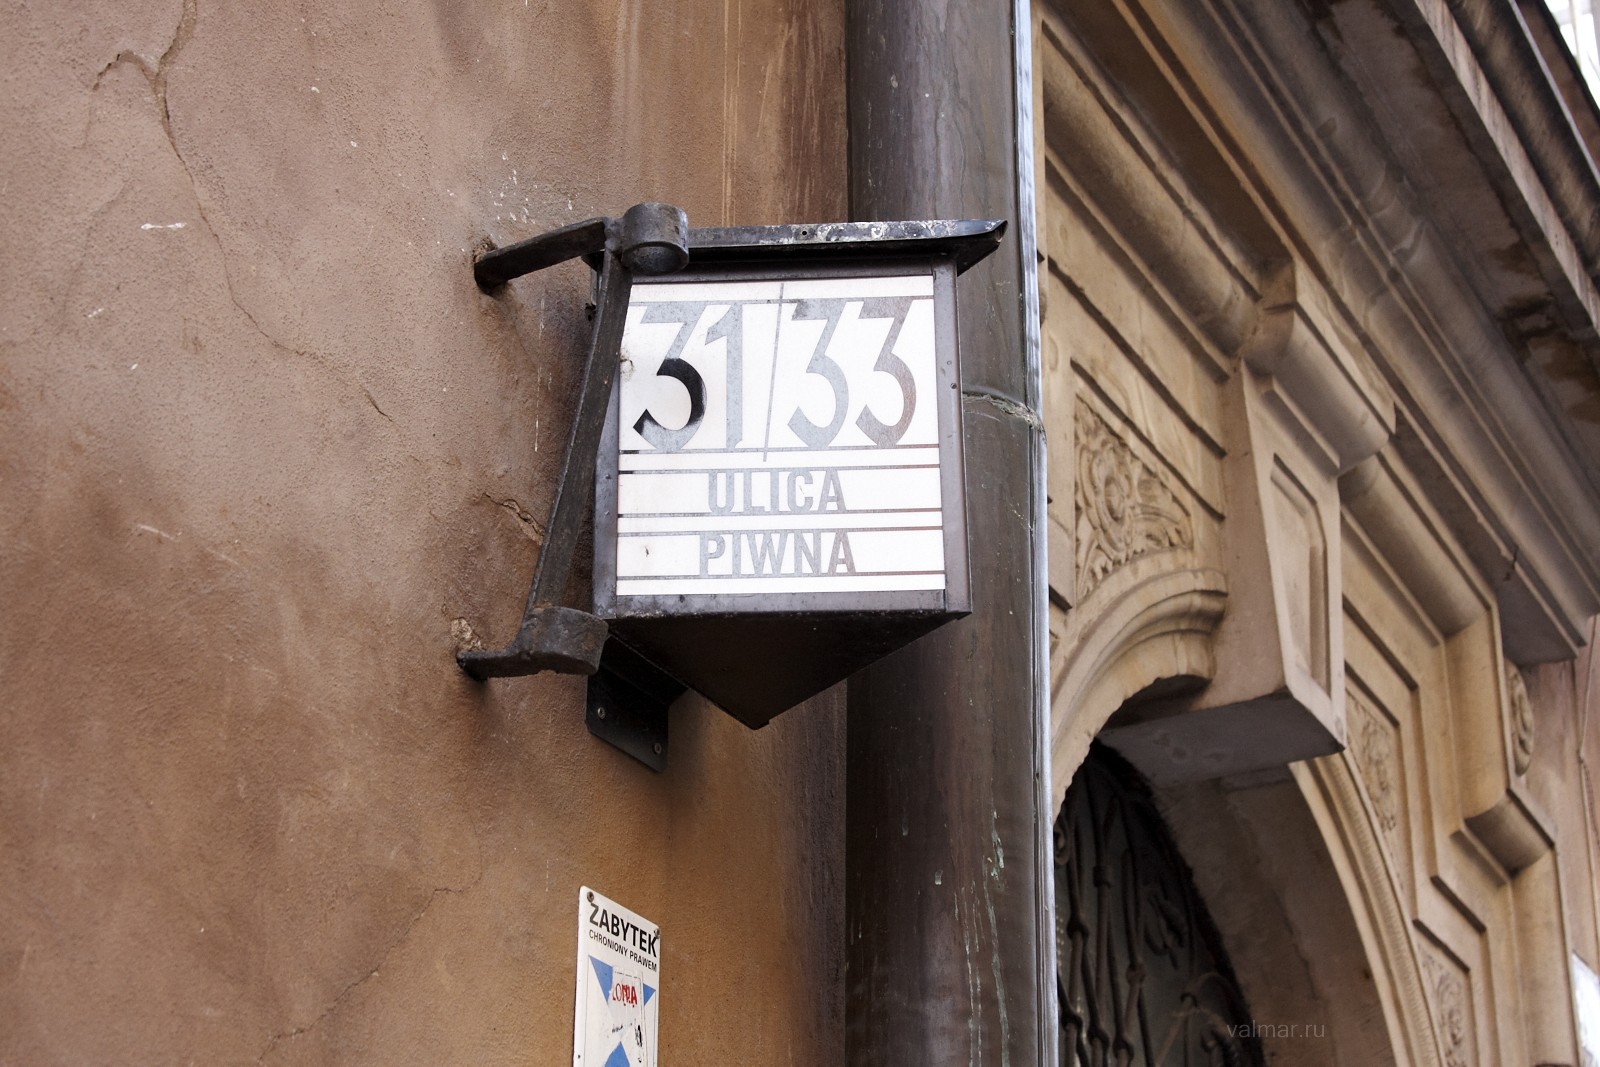 31/33
ULICA
PIWNA
ZABYTEK
CHRONIONY PRAWEM
valmar.ru